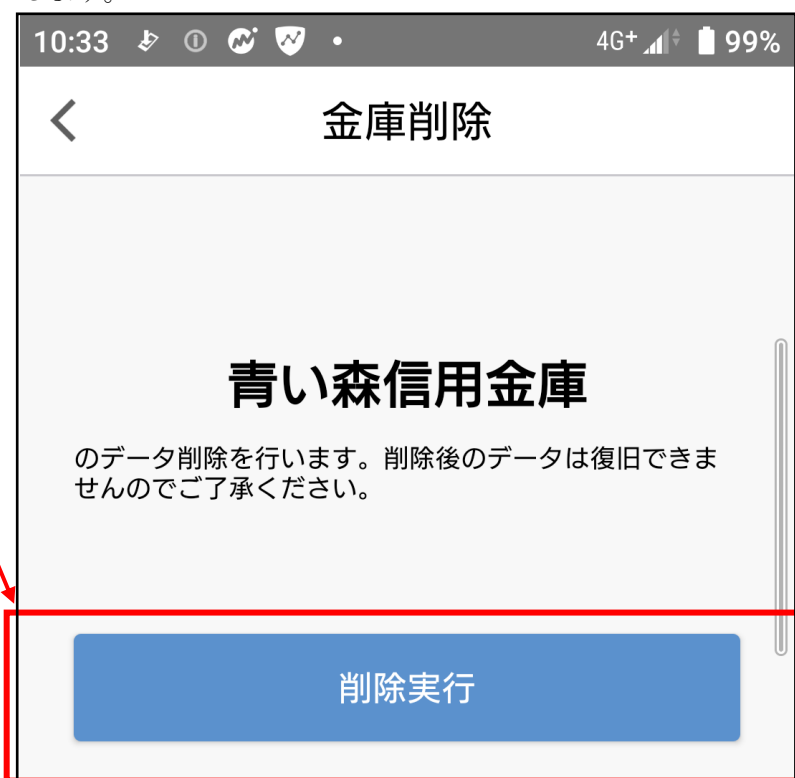 10:33
4G+
99%
金庫削除
青い森信用金庫
のデータ削除を行います。削除後のデータは復旧できま
せんのでご了承ください。
削除実行